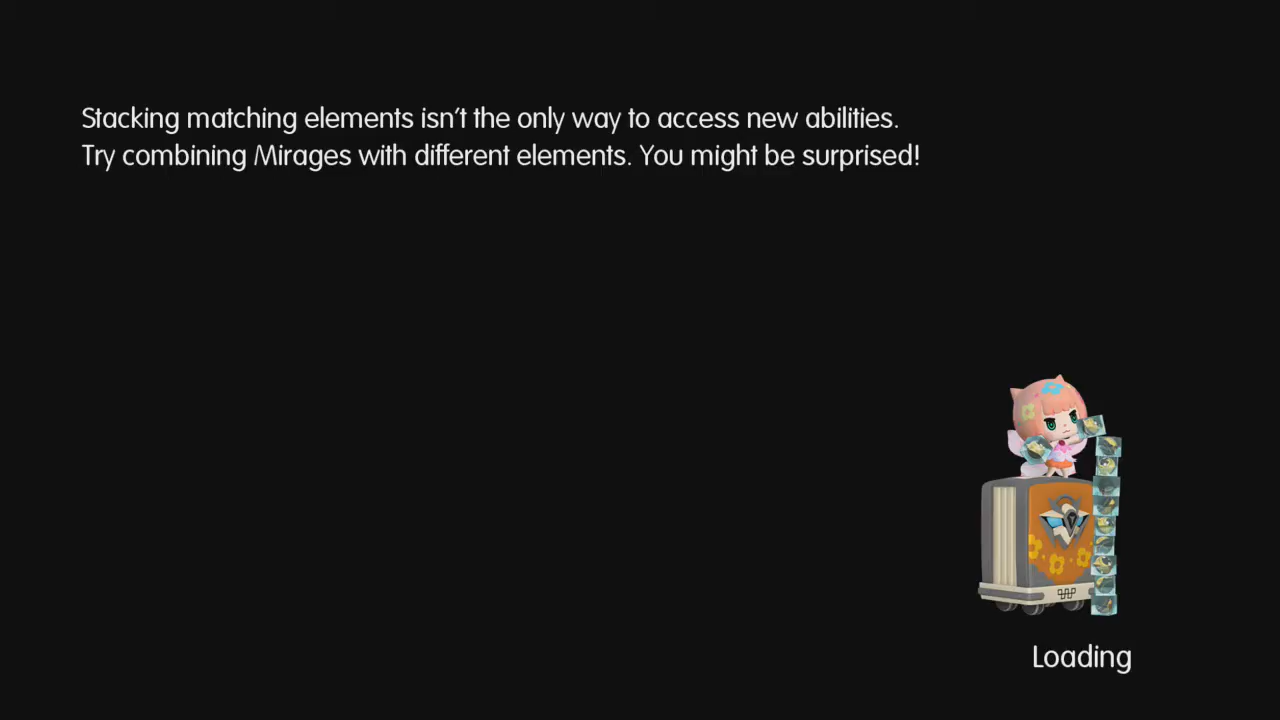 Stacking matching elements isn't the only way to access new abilities.
Try combining Mirages with different elements. You might be surprised!
Loading